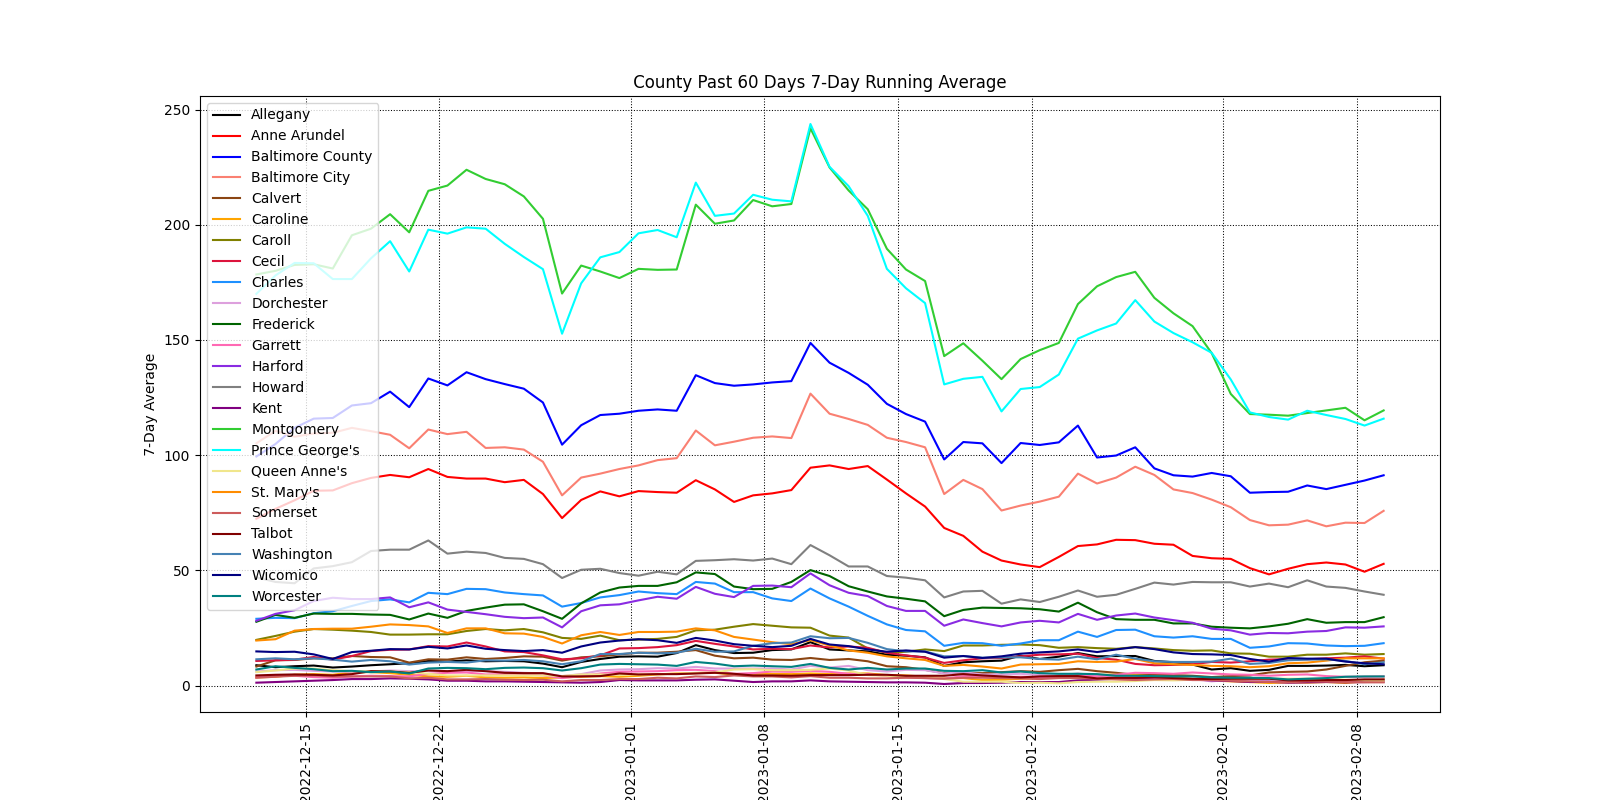 County Past 60 Days 7-Day Running Average
250
200
150
100
50
0
7-Day Average
Allegany
Anne Arundel
Baltimore County
Baltimore City
Calvert
Caroline
Caroll
Cecil
Charles
Dorchester
Frederick
Garrett
Harford
Howard
Kent
Montgomery
Prince George's
Queen Anne's
St. Mary's
Somerset
Talbot
Washington
Wicomico
Worcester
2022-12-15
2022-12-22
2023-01-01
2023-01-08
2023-01-15
2023-01-22
2023-02-01
2023-02-08